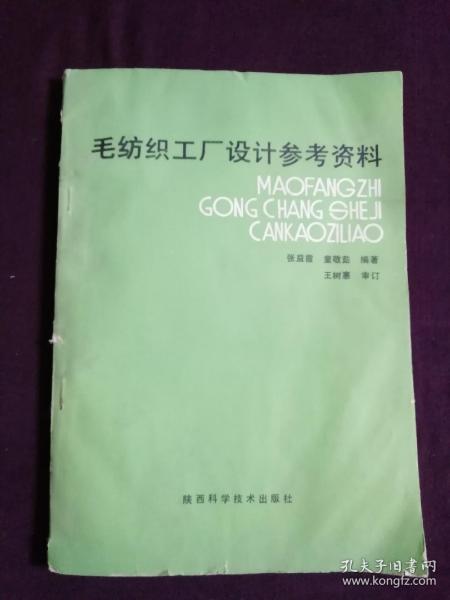 毛纺织工厂设计参考资料
MAOFANGZHI
GONG CHANG SHEJI
CANKAOZILIAO
张益霞 童敬茹 编著
王树惠 审订
陕西科学技术出版社
孔夫子旧书网
www.kongfz.com